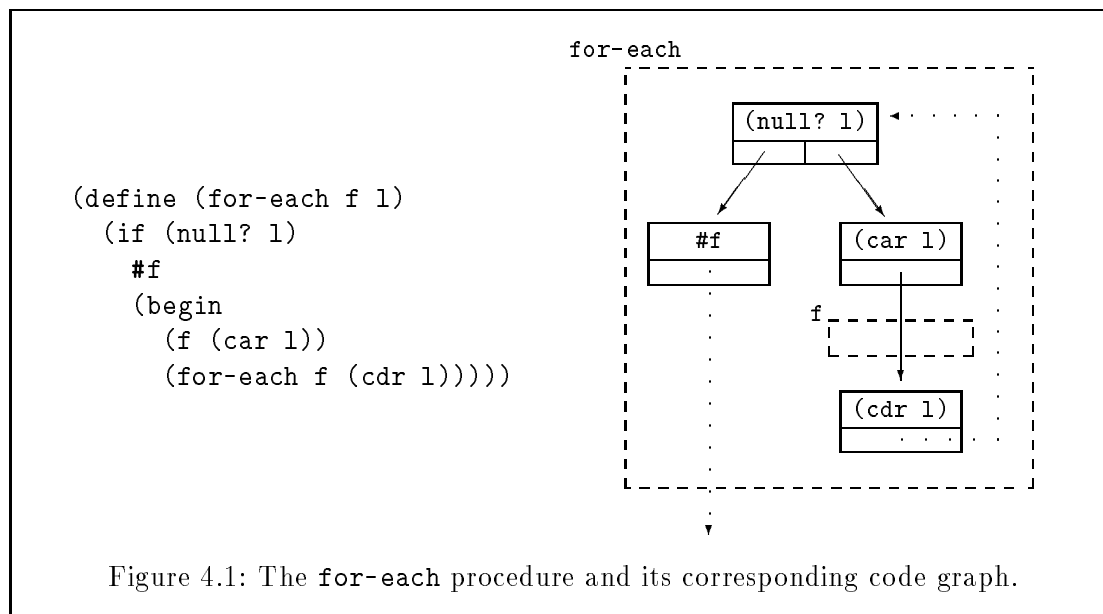 (define (for-each f l)
(if (null? l)
#f
(begin
(f (car l))
(for-each f (cdr l)))))
for-each
(null? l)
#f
(car l)
f
(cdr l)
Figure 4.1: The for-each procedure and its corresponding code graph.